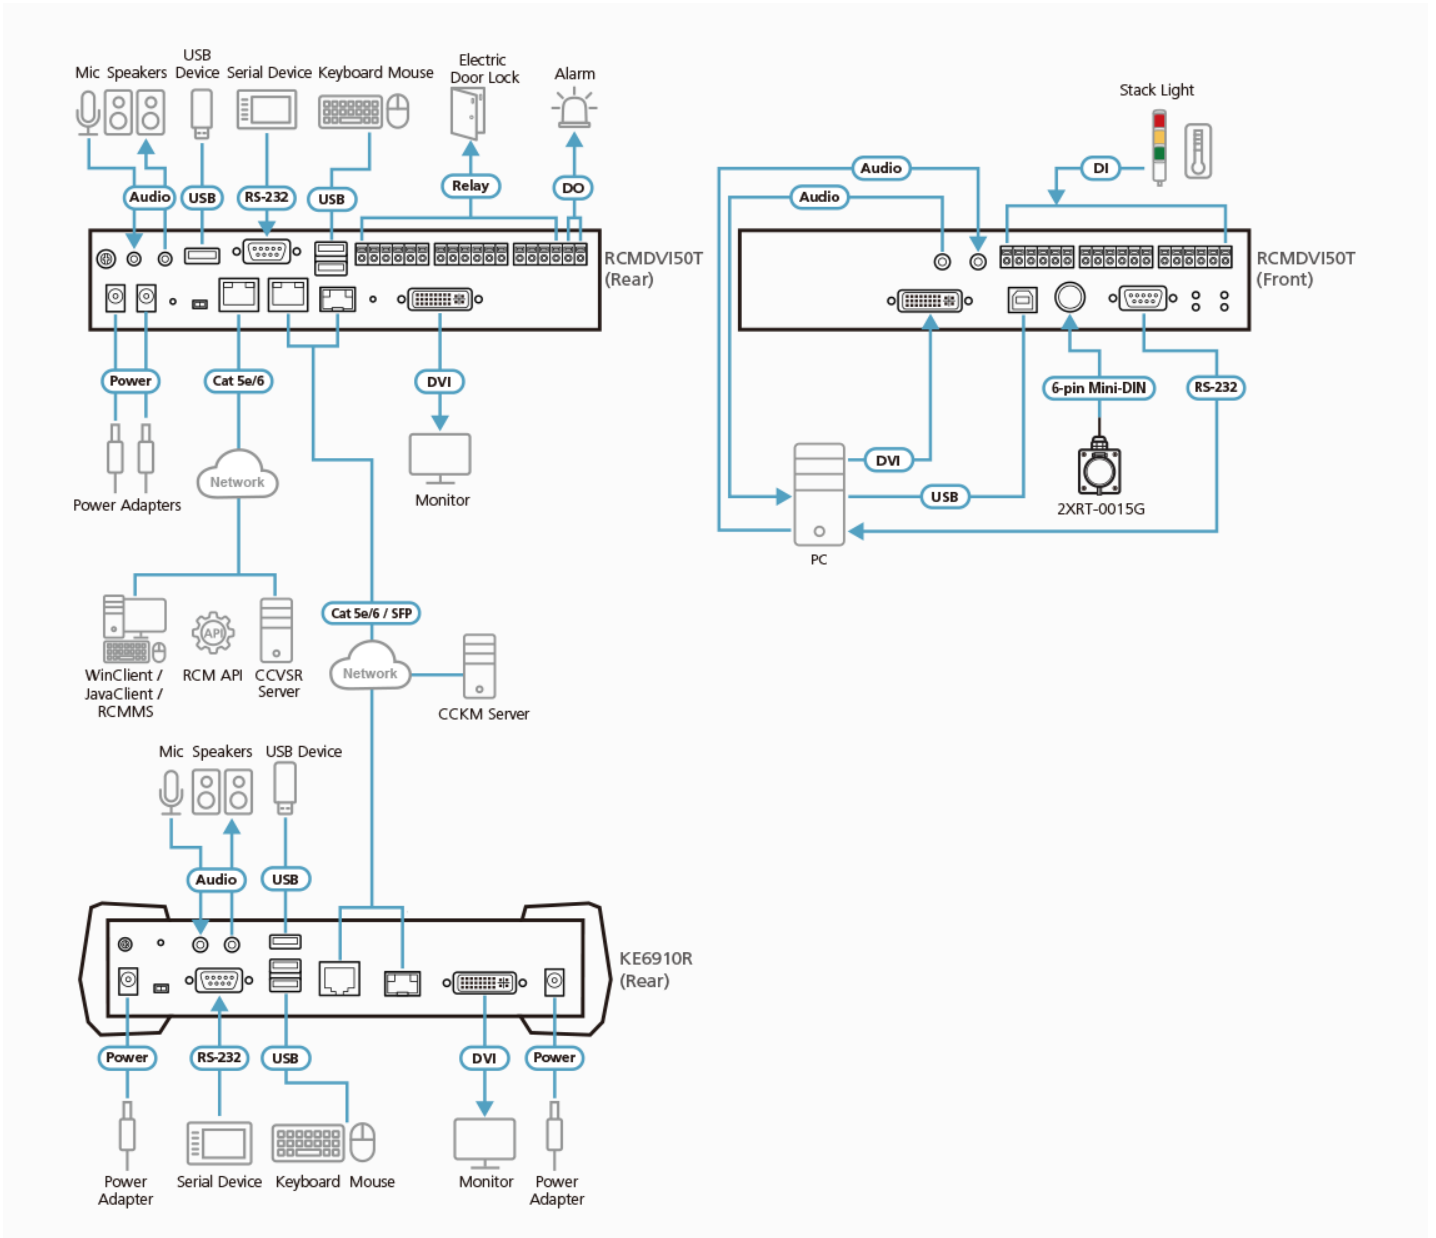 Mic Speakers
USB
Device
Serial Device
Keyboard Mouse
Electric
Door Lock
Alarm
Audio
USB
RS-232
USB
Relay
DO
RCMDVI50T
(Rear)
Power
Cat 5e/6
DVI
Network
Power Adapters
Monitor
Stack Light
Audio
DI
Audio
RCMDVI50T
(Front)
6-pin Mini-DIN
RS-232
DVI
USB
2XRT-0015G
PC
Cat 5e/6 / SFP
API
WinClient /
JavaClient /
RCMMS
RCM API
CCVSR
Server
Network
CCKM Server
Mic Speakers
USB Device
Audio
USB
KE6910R
(Rear)
Power
RS-232
USB
DVI
Power
Power
Adapter
Serial Device
Keyboard Mouse
Monitor
Power
Adapter